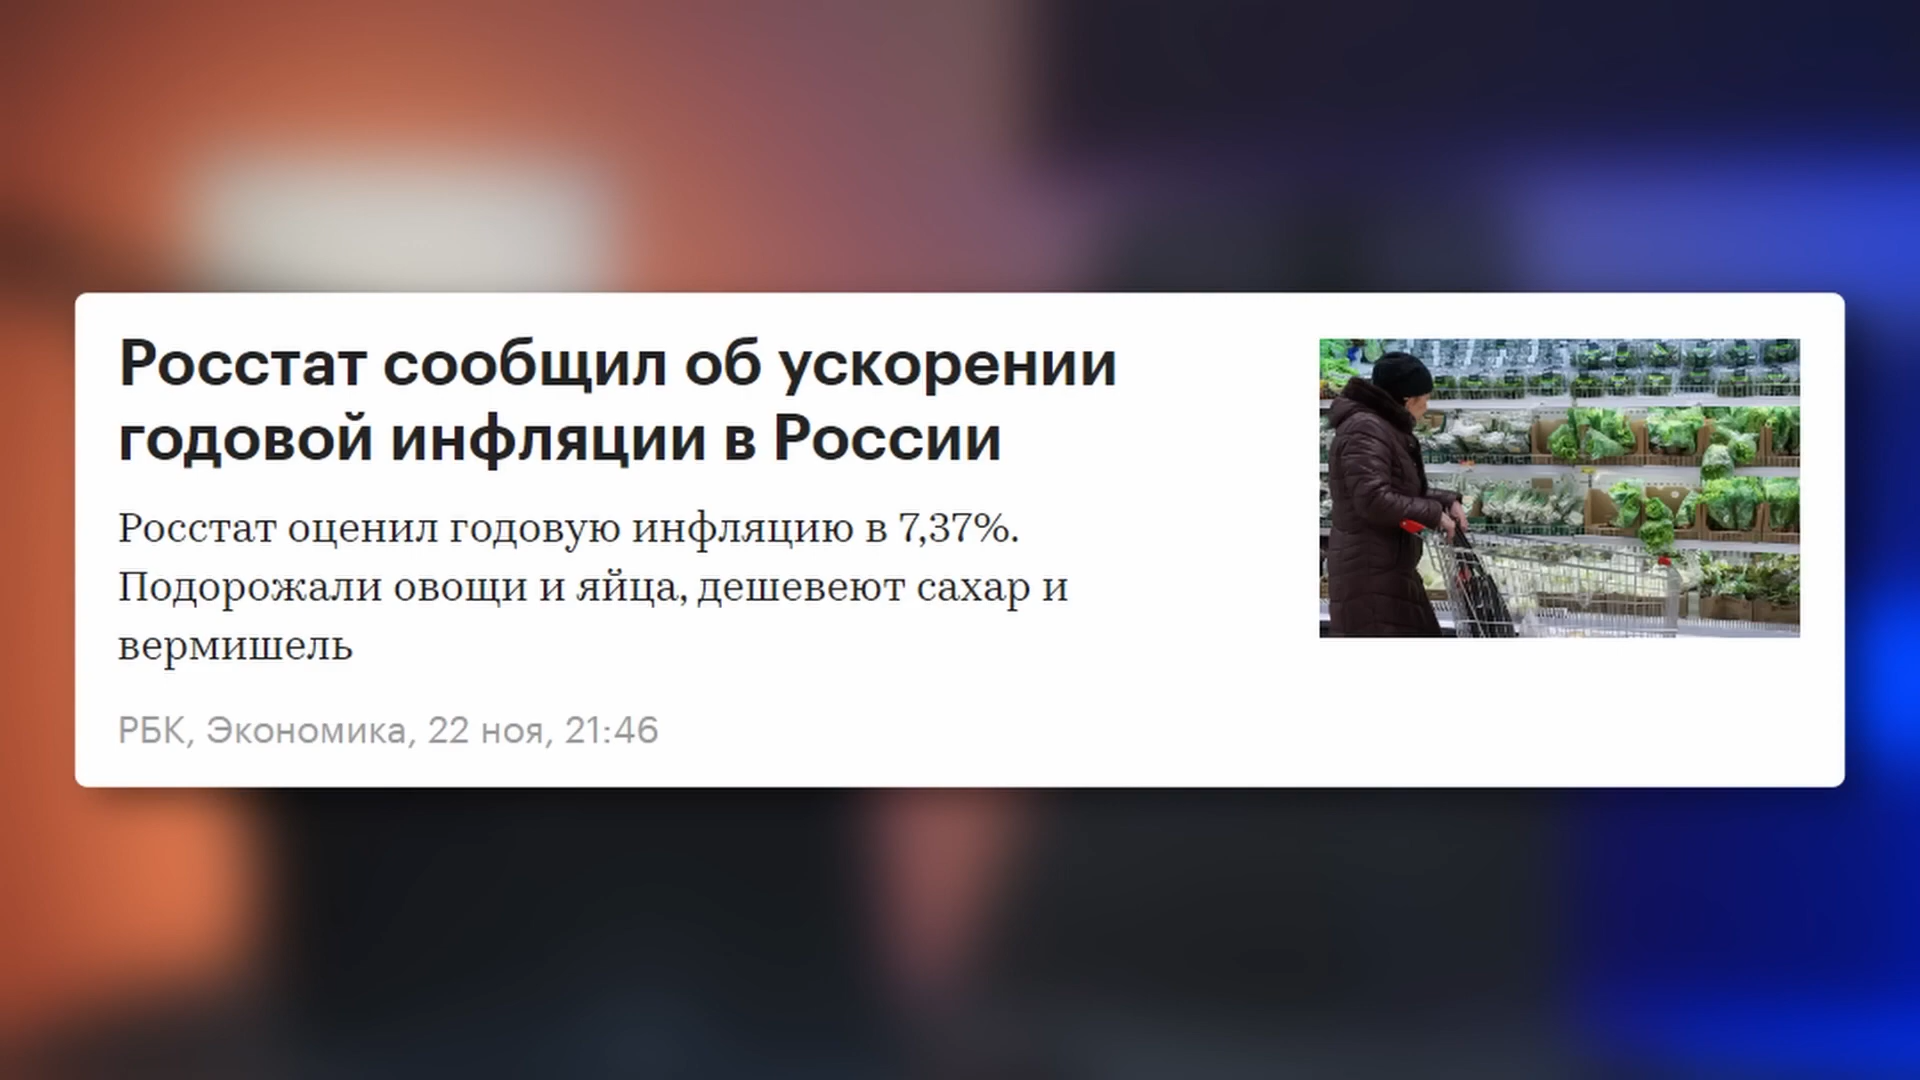 Росстат сообщил об ускорении
годовой инфляции в России
Росстат оценил годовую инфляцию в 7,37%.
Подорожали овощи и яйца, дешевеют сахар и
вермишель
РБК, Экономика, 22 ноя, 21:46